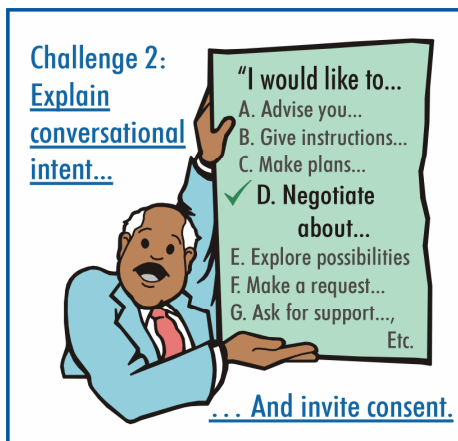 Challenge 2:
Explain
conversational
intent...
“I would like to...
A. Advise you...
B. Give instructions...
C. Make plans...
D. Negotiate
about...
E. Explore possibilities
F. Make a request...
G. Ask for support...,
Etc.
... And invite consent.